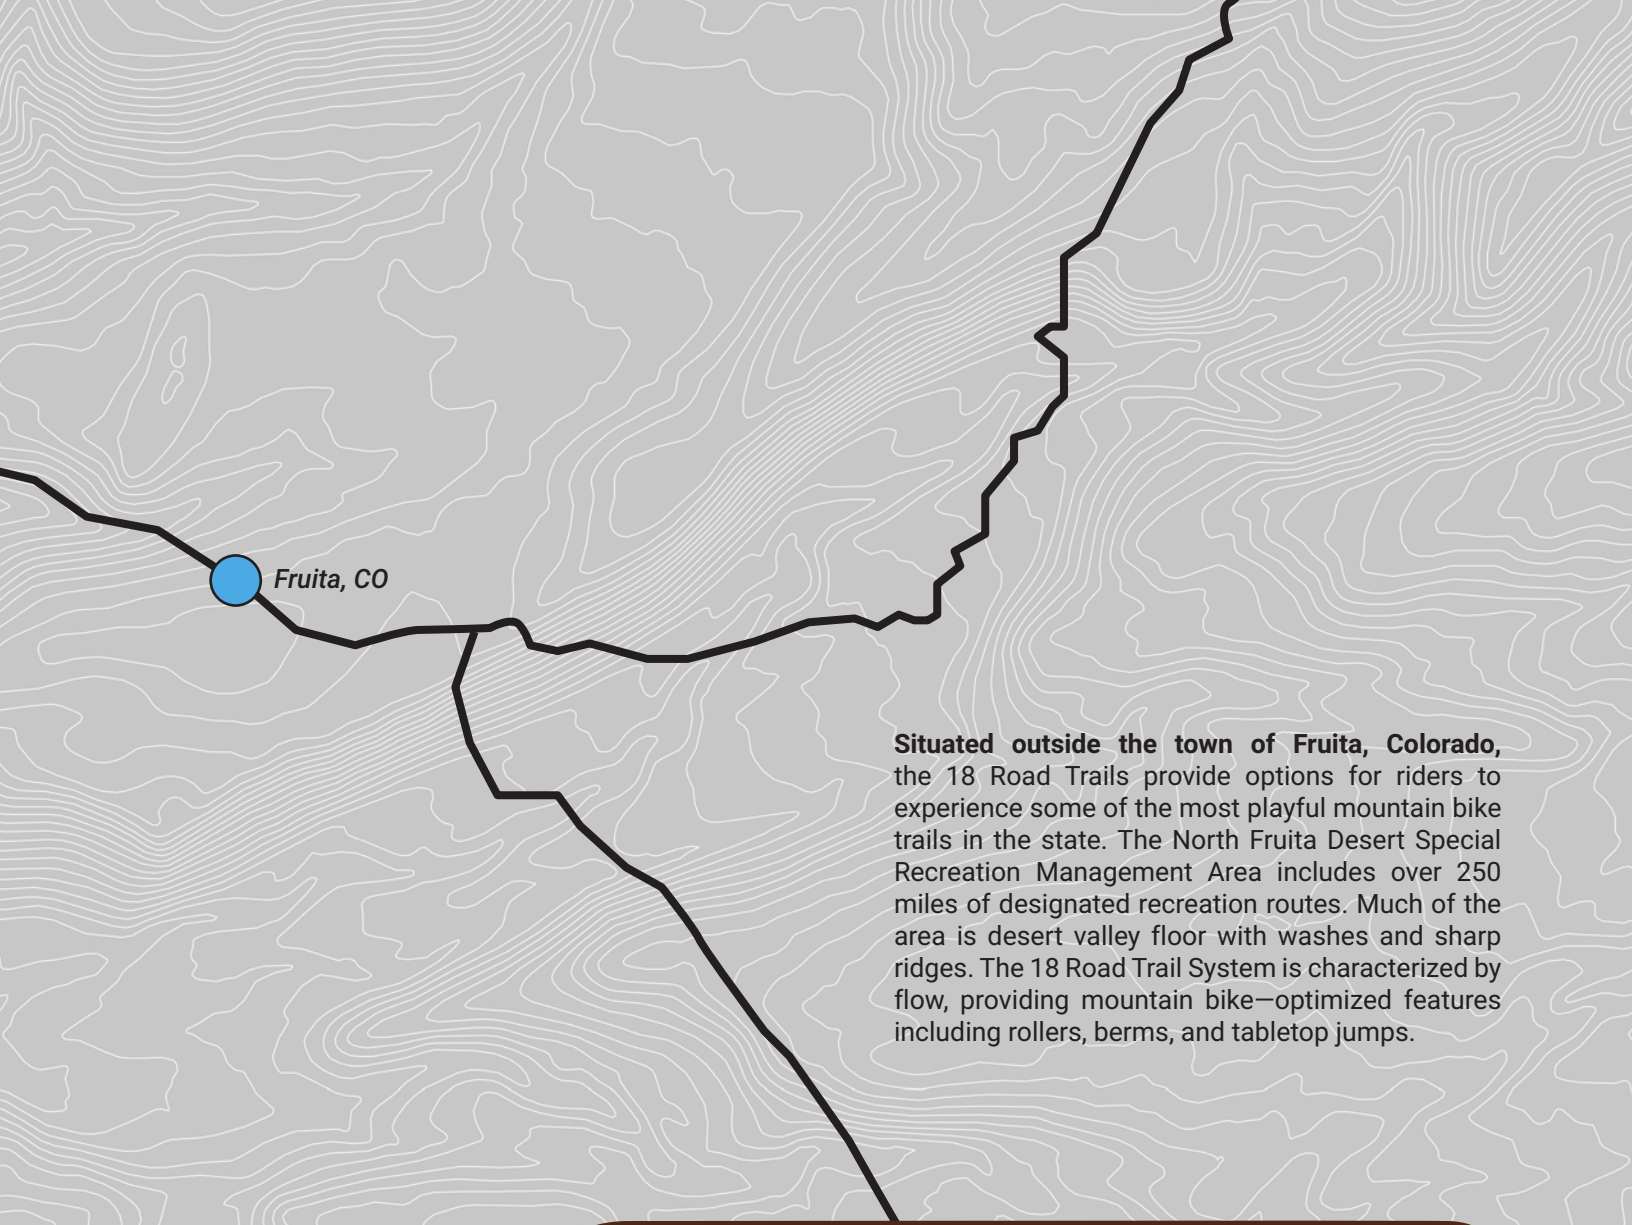 Fruita, CO
Situated outside the town of Fruita, Colorado,
the 18 Road Trails provide options for riders to
experience some of the most playful mountain bike
trails in the state. The North Fruita Desert Special
Recreation Management Area includes over 250
miles of designated recreation routes. Much of the
area is desert valley floor with washes and sharp
ridges. The 18 Road Trail System is characterized by
flow, providing mountain bike—optimized features
including rollers, berms, and tabletop jumps.